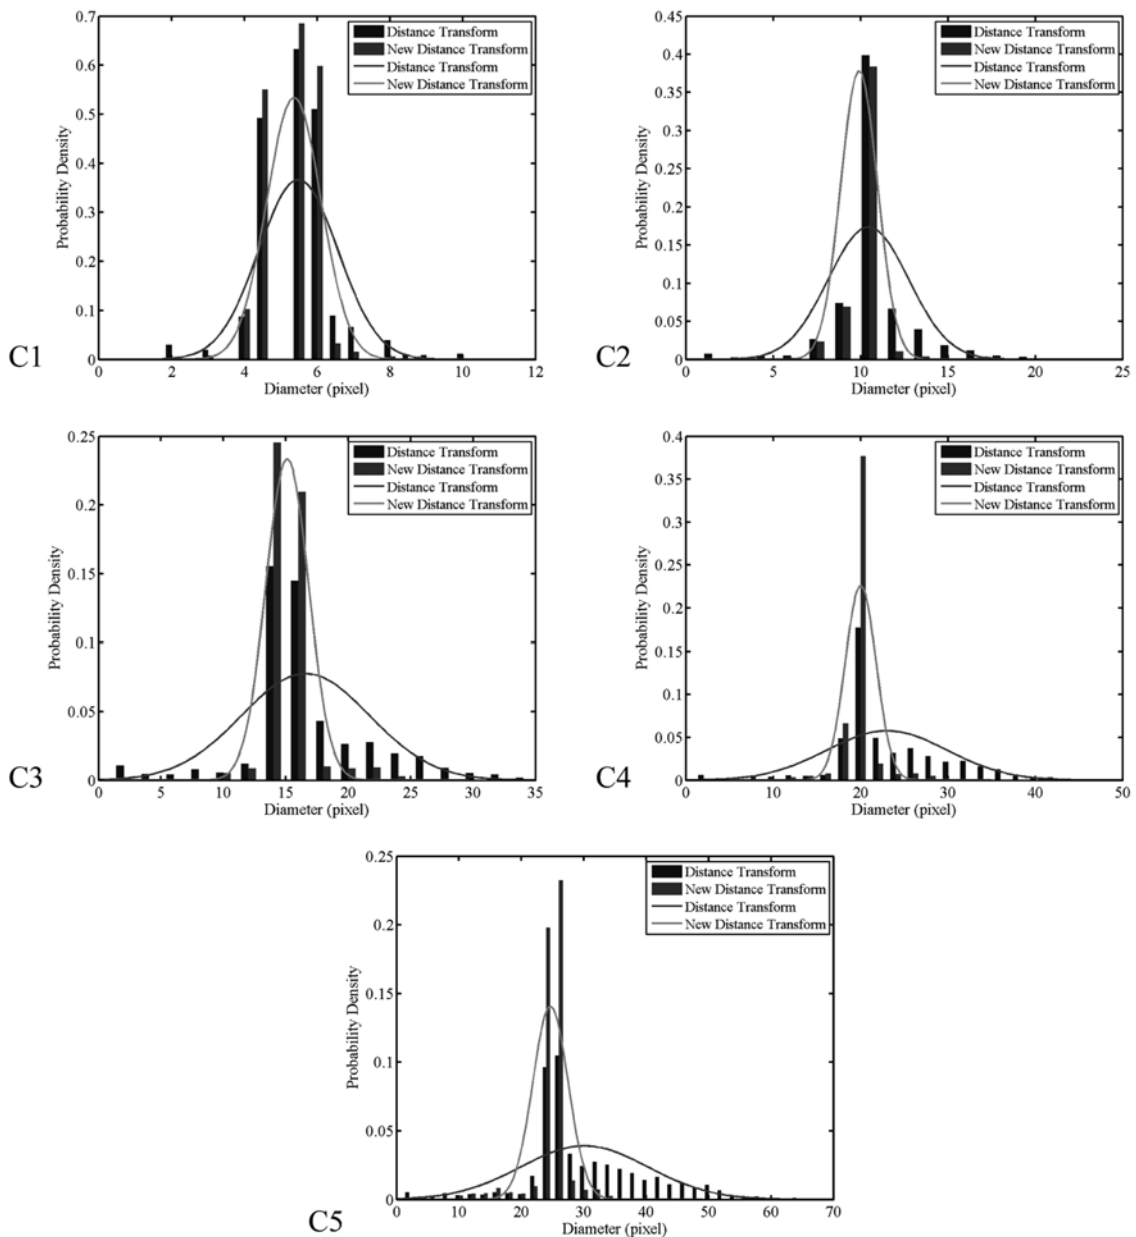 0.7
0.6
0.5
0.4
0.3
0.2
0.1
0
0 2 4 6 8 10 12
Probability Density
Diameter (pixel)
Distance Transform
New Distance Transform
Distance Transform
New Distance Transform
C1
0.45
0.4
0.35
0.3
0.25
0.2
0.15
0.1
0.05
0
0 5 10 15 20 25
Probability Density
Diameter (pixel)
Distance Transform
New Distance Transform
Distance Transform
New Distance Transform
C2
0.25
0.2
0.15
0.1
0.05
0
0 5 10 15 20 25 30 35
Probability Density
Diameter (pixel)
Distance Transform
New Distance Transform
Distance Transform
New Distance Transform
C3
0.4
0.35
0.3
0.25
0.2
0.15
0.1
0.05
0
0 10 20 30 40 50
Probability Density
Diameter (pixel)
Distance Transform
New Distance Transform
Distance Transform
New Distance Transform
C4
0.25
0.2
0.15
0.1
0.05
0
0 10 20 30 40 50 60 70
Probability Density
Diameter (pixel)
Distance Transform
New Distance Transform
Distance Transform
New Distance Transform
C5